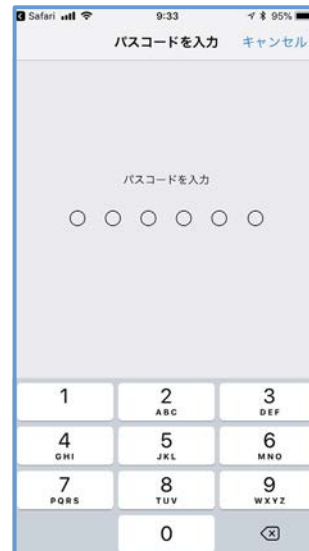 Safari 9:33 95%
パスコードを入力 キャンセル
パスコードを入力
1 2 3
ABC DEF
4 5 6
GHI JKL MNO
7 8 9
PQRS TUV WXYZ
0